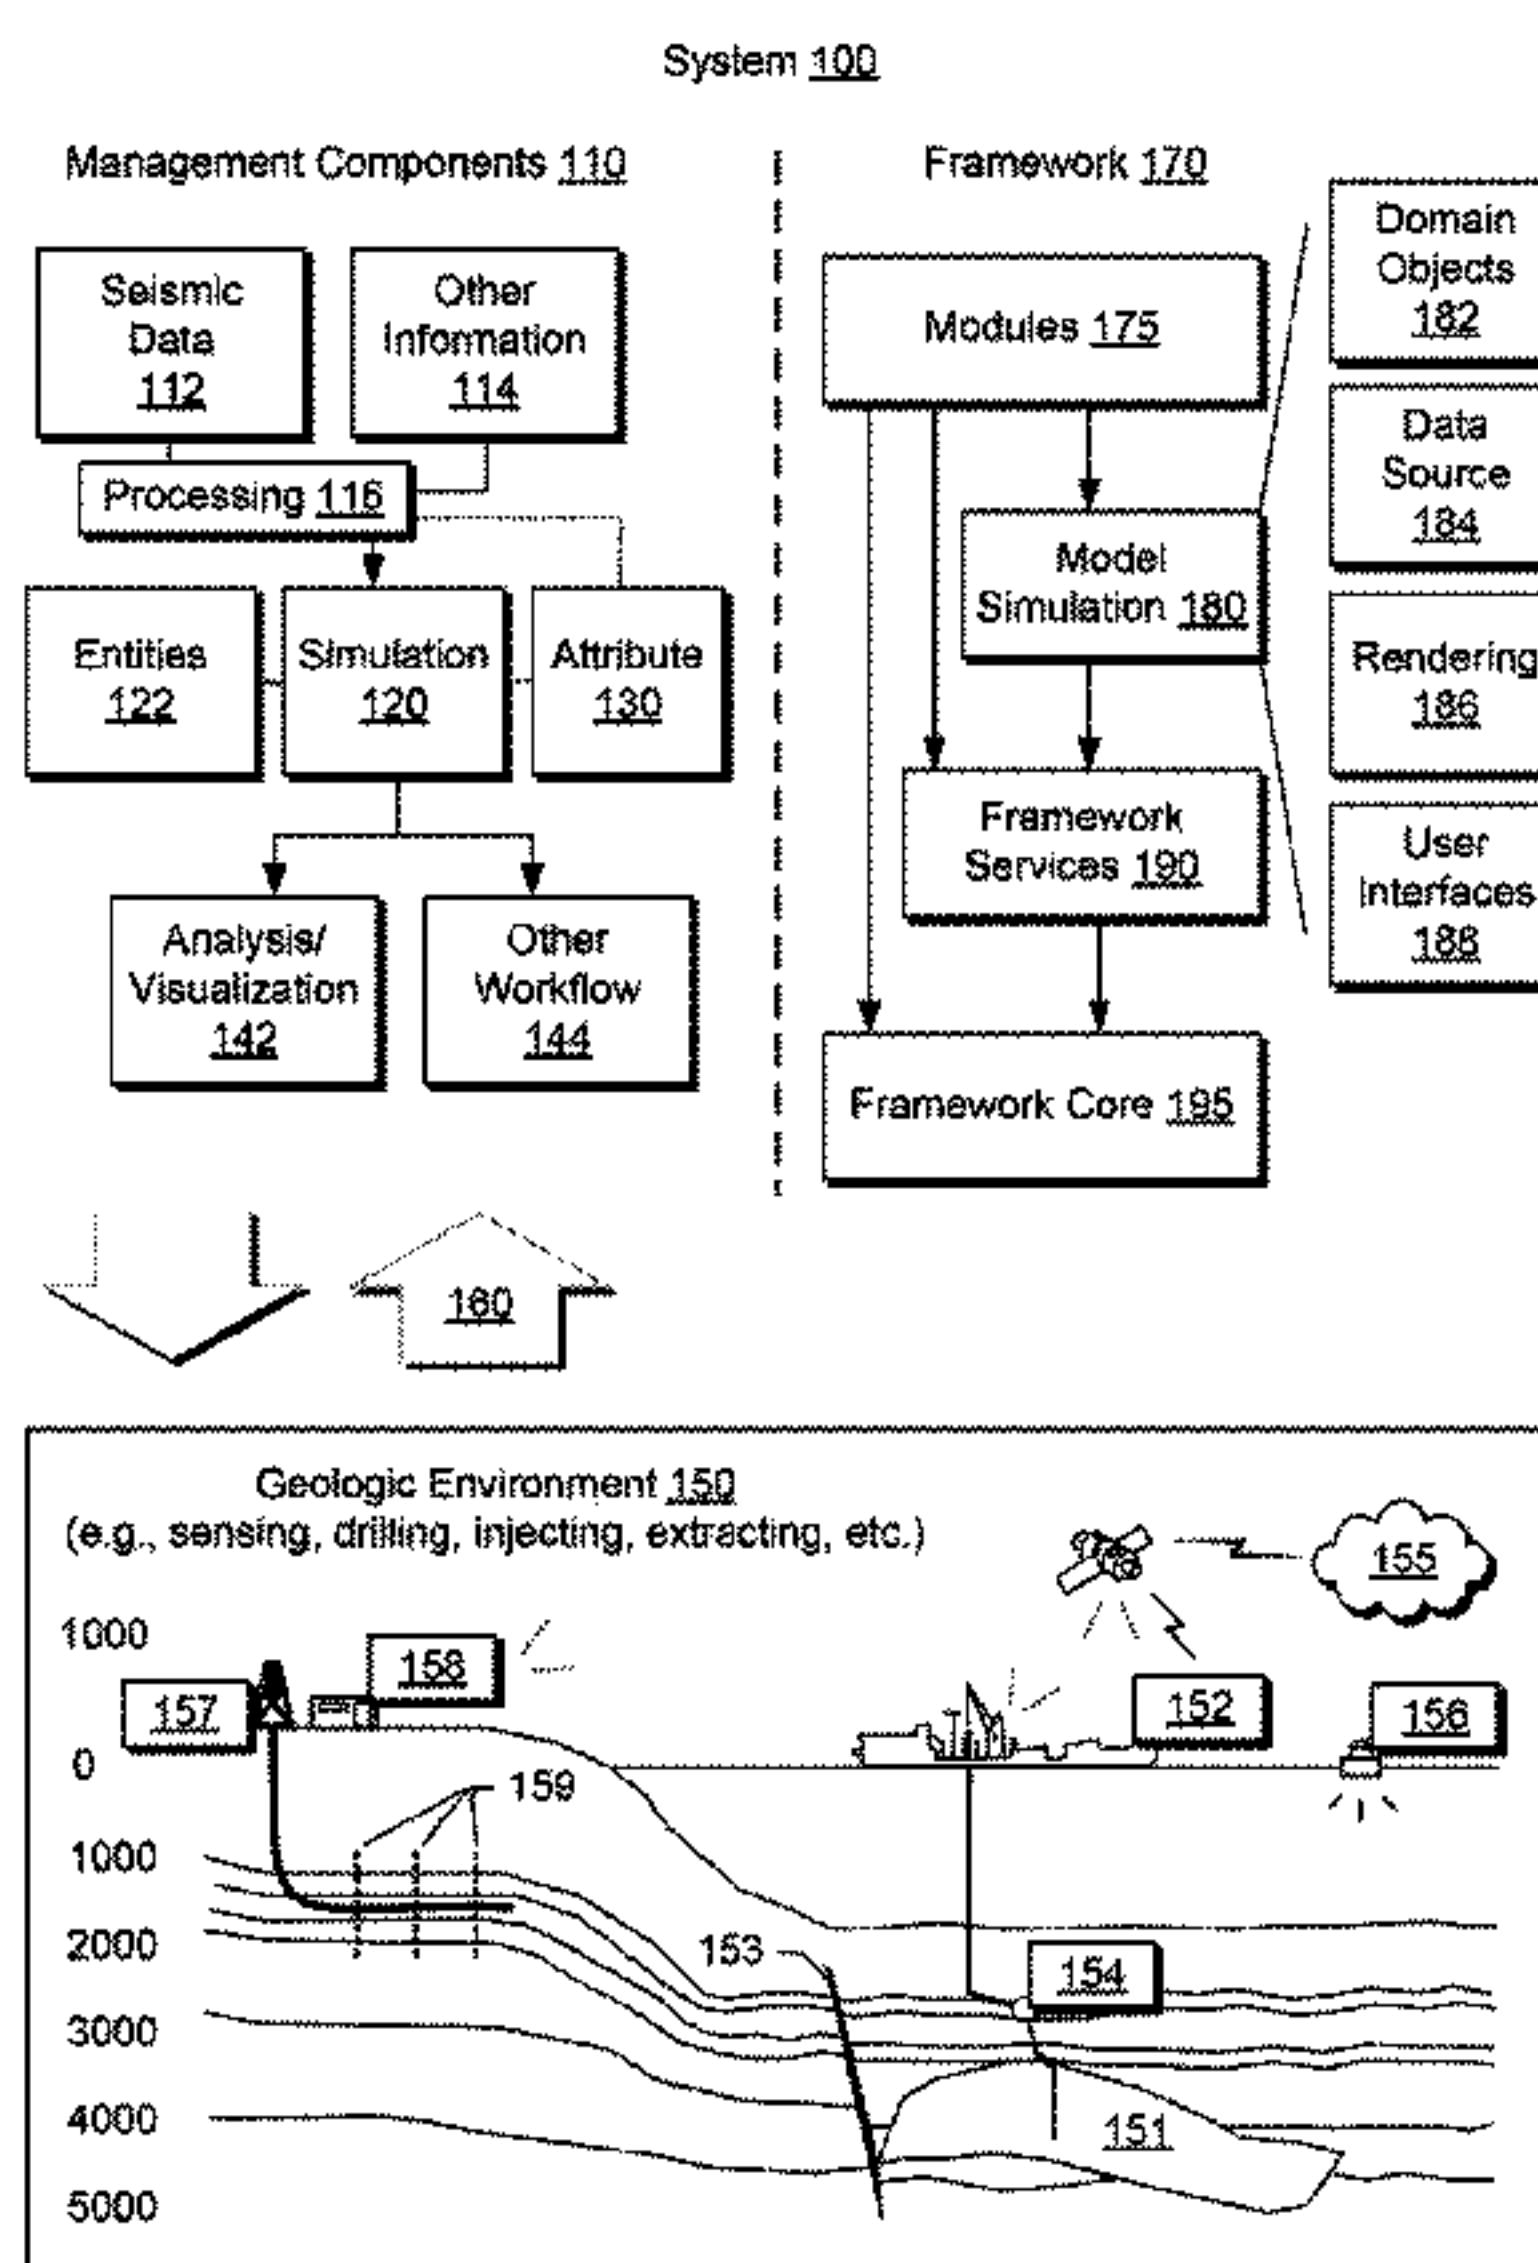 System 100
Management Components 110
Framework 170
Seismic
Data
112
Other
Information
114
Processing 116
Entities
122
Simulation
120
Attribute
130
Analysis/
Visualization
142
Other
Workflow
144
Modules 175
Model
Simulation 180
Framework
Services 190
Framework Core 195
Domain
Objects
182
Data
Source
184
Rendering
186
User
Interfaces
188
160
Geologic Environment 150
(e.g., sensing, drilling, injecting, extracting, etc.)
155
1000
158
157
152
156
0
159
1000
2000
153
154
3000
4000
151
5000